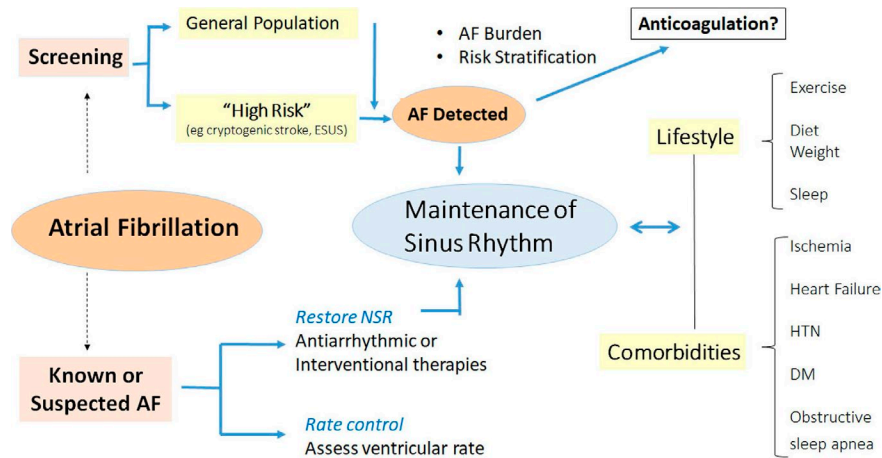 General Population
Screening
“High Risk”
(eg cryptogenic stroke, ESUS)
• AF Burden
• Risk Stratification
AF Detected
Anticoagulation?
Lifestyle
Exercise
Diet
Weight
Sleep
Atrial Fibrillation
Maintenance of
Sinus Rhythm
Known or
Suspected AF
Restore NSR
Antiarrhythmic or
Interventional therapies
Rate control
Assess ventricular rate
Comorbidities
Ischemia
Heart Failure
HTN
DM
Obstructive
sleep apnea